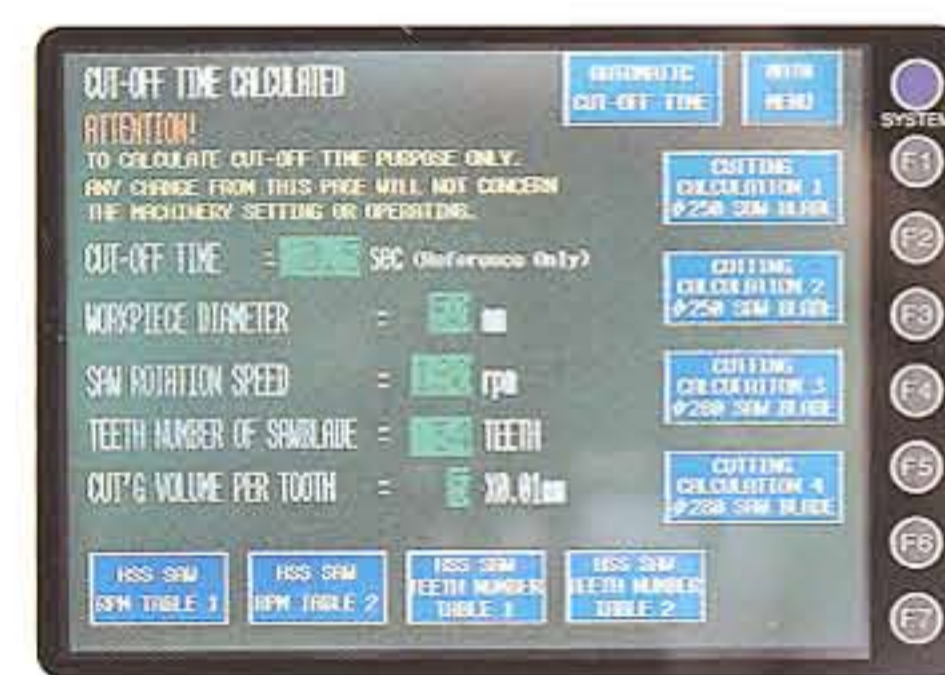 CUT-OFF TIME CALCULATED
AUTOMATIC
CUT-OFF TIME
MAIN
MENU
SYSTEM
ATTENTION!
TO CALCULATE CUT-OFF TIME PURPOSE ONLY.
ANY CHANGE FROM THIS PAGE WILL NOT CONCERN
THE MACHINERY SETTING OR OPERATING.
CUTTING
CALCULATION 1
Ø250 SAW BLADE
F1
CUT-OFF TIME = SEC (Reference Only)
CUTTING
CALCULATION 2
Ø250 SAW BLADE
F2
WORKPIECE DIAMETER = mm
F3
SAW ROTATION SPEED = rpm
CUTTING
CALCULATION 3
Ø280 SAW BLADE
F4
TEETH NUMBER OF SAWBLADE = TEETH
F5
CUT'G VOLUME PER TOOTH = X0.01mm
CUTTING
CALCULATION 4
Ø280 SAW BLADE
F6
HSS SAW
RPM TABLE 1
HSS SAW
RPM TABLE 2
HSS SAW
TEETH NUMBER
TABLE 1
HSS SAW
TEETH NUMBER
TABLE 2
F7